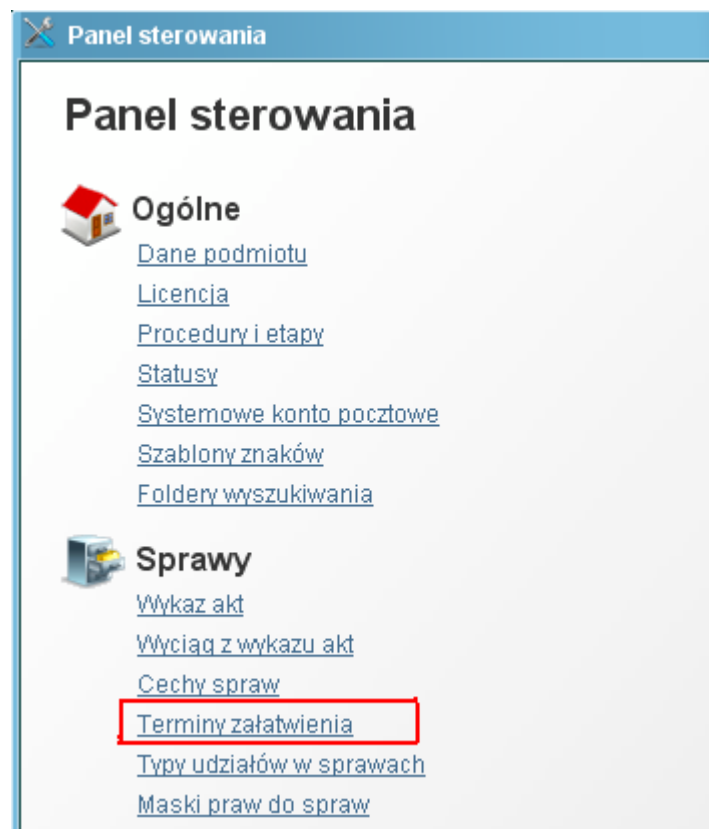 Panel sterowania
Panel sterowania
Ogólne
Dane podmiotu
Licencja
Procedury i etapy
Statusy
Systemowe konto pocztowe
Szablony znaków
Foldery wyszukiwania
Sprawy
Wykaz akt
Wyciąg z wykazu akt
Cechy spraw
Terminy załatwienia
Typy udziałów w sprawach
Maski praw do spraw